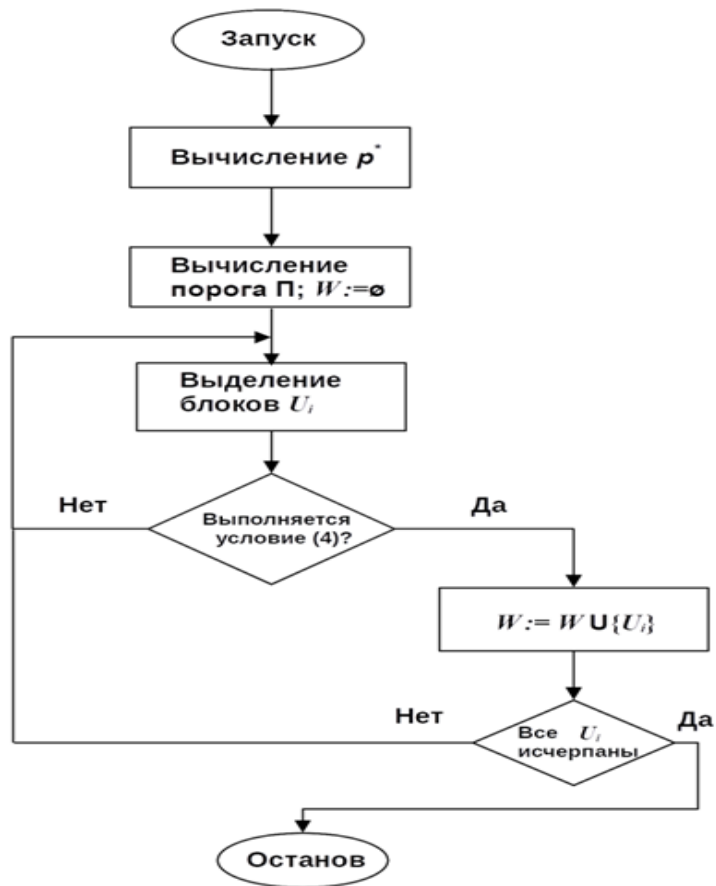 Запуск
Вычисление p*
Вычисление
порога П; W:=ø
Выделение
блоков Uᵢ
Нет
Да
Выполняется
условие (4)?
W:= W U{Uᵢ}
Нет
Да
Все Uᵢ
исчерпаны
Останов